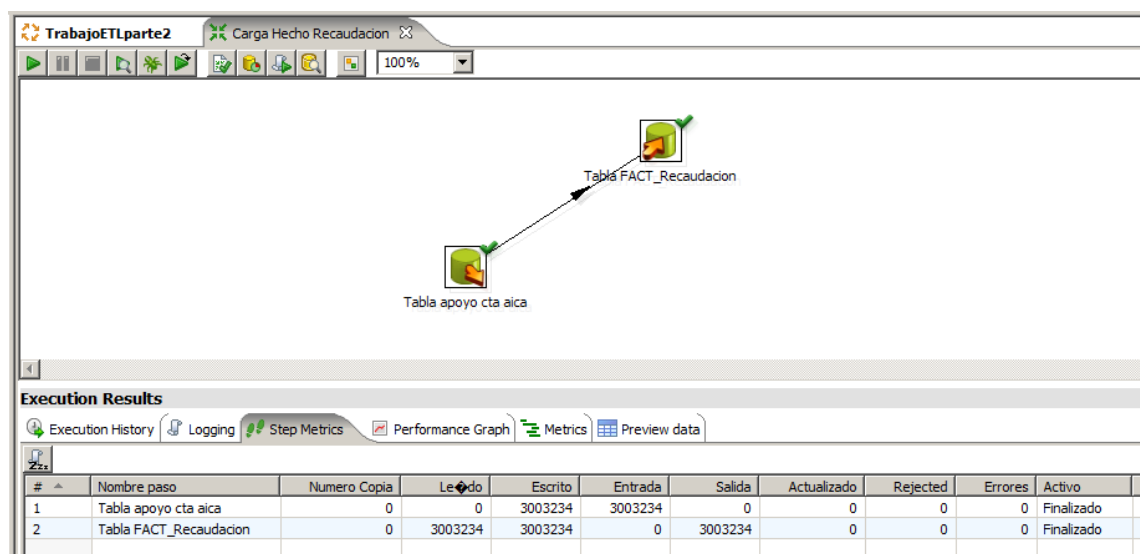 TrabajoETLparte2 Carga Hecho Recaudacion
100%
Tabla FACT_Recaudacion
Tabla apoyo cta aica
Execution Results
Execution History Logging Step Metrics Performance Graph Metrics Preview data
# Nombre paso Numero Copia Le�do Escrito Entrada Salida Actualizado Rejected Errores Activo
1 Tabla apoyo cta aica 0 0 3003234 3003234 0 0 0 0 Finalizado
2 Tabla FACT_Recaudacion 0 3003234 3003234 0 3003234 0 0 0 Finalizado